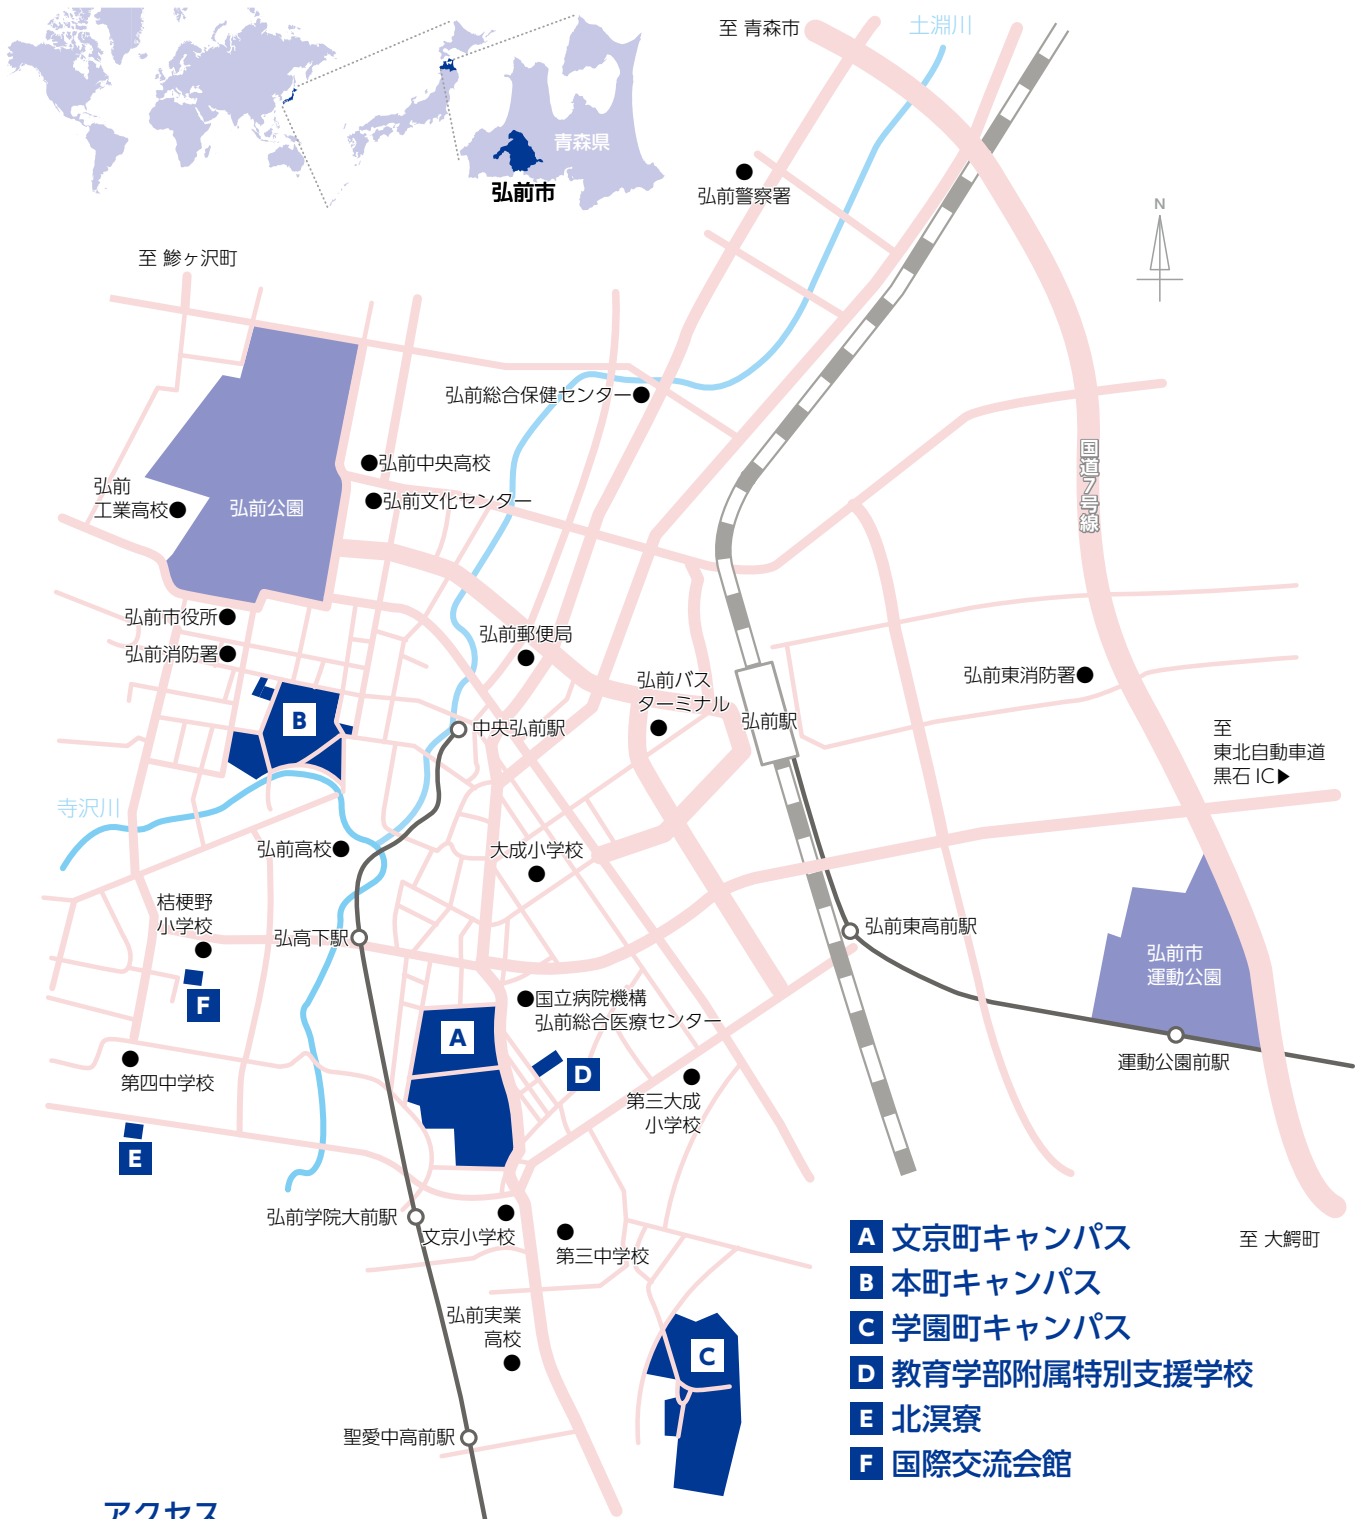 至 青森市
土淵川
青森県
弘前市
弘前警察署
N
至 鰺ヶ沢町
弘前総合保健センター
国道7号線
弘前中央高校
弘前
工業高校
弘前文化センター
弘前公園
弘前市役所
弘前郵便局
弘前消防署
弘前東消防署
弘前バス
ターミナル
B
中央弘前駅
弘前駅
至
東北自動車道
黒石 IC▶
寺沢川
弘前高校
大成小学校
桔梗野
小学校
弘高下駅
弘前東高前駅
弘前市
運動公園
F
国立病院機構
弘前総合医療センター
A
運動公園前駅
第四中学校
D
第三大成
小学校
E
弘前学院大前駅
文京小学校
第三中学校
至 大鰐町
弘前実業
高校
C
聖愛中高前駅
A 文京町キャンパス
B 本町キャンパス
C 学園町キャンパス
D 教育学部附属特別支援学校
E 北溟寮
F 国際交流会館
アクセス